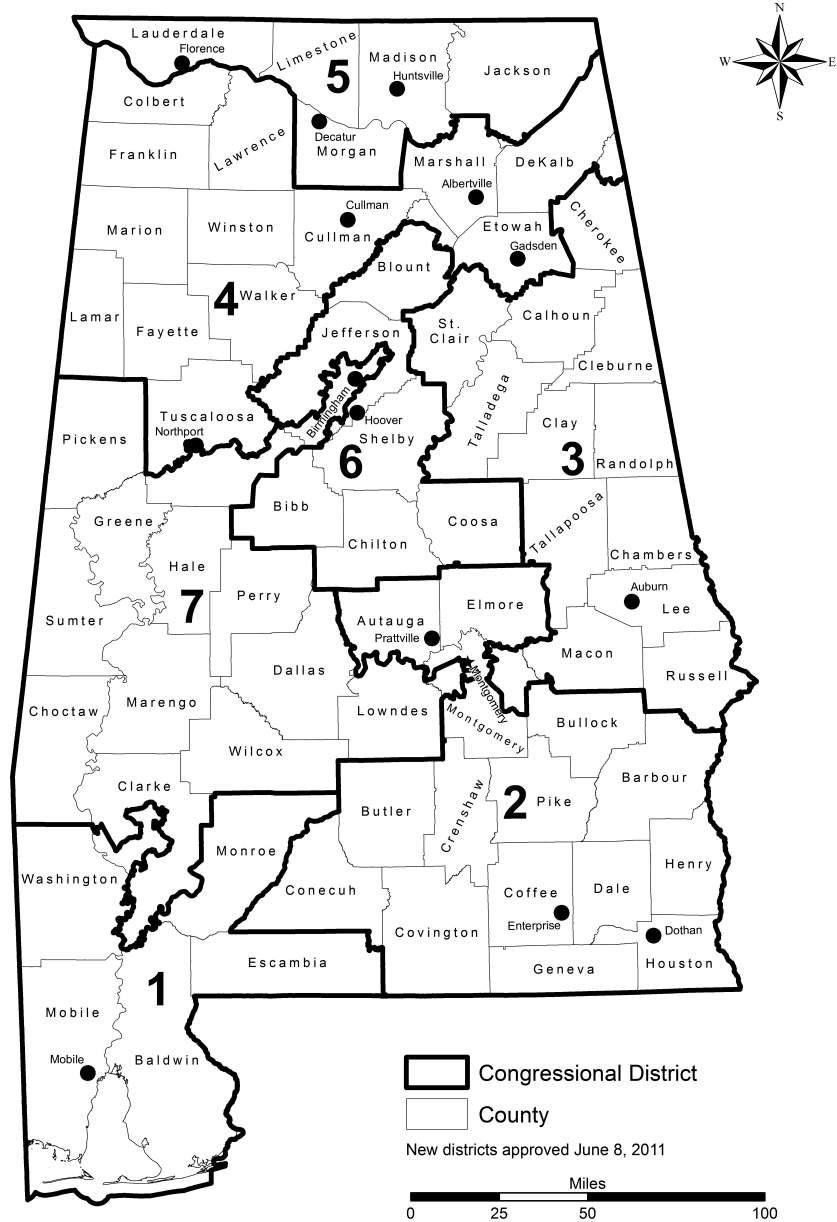 N
W
E
S
Lauderdale
Florence
Limestone
5
Madison
Huntsville
Jackson
Colbert
Lawrence
Decatur
Morgan
Franklin
Marshall
DeKalb
Albertville
Marion
Winston
Cullman
Cullman
Etowah
Gadsden
Cherokee
Blount
4
Walker
Lamar
Fayette
Jefferson
St.
Clair
Calhoun
Cleburne
Tuscaloosa
Northport
Birmingham
Hoover
Shelby
Talladega
Clay
3
Randolph
Pickens
6
Greene
Bibb
Chilton
Coosa
Tallapoosa
Chambers
Hale
7
Perry
Sumter
Autauga
Prattville
Elmore
Auburn
Lee
Macon
Russell
Dallas
Choctaw
Marengo
Lowndes
Montgomery
Montgomery
Bullock
Wilcox
Clarke
Barbour
Butler
Crenshaw
2
Pike
Monroe
Washington
Conecuh
Coffee
Enterprise
Dale
Henry
Covington
Dothan
Houston
Geneva
Escambia
1
Mobile
Mobile
Baldwin
Congressional District
County
New districts approved June 8, 2011
Miles
0 25 50 100